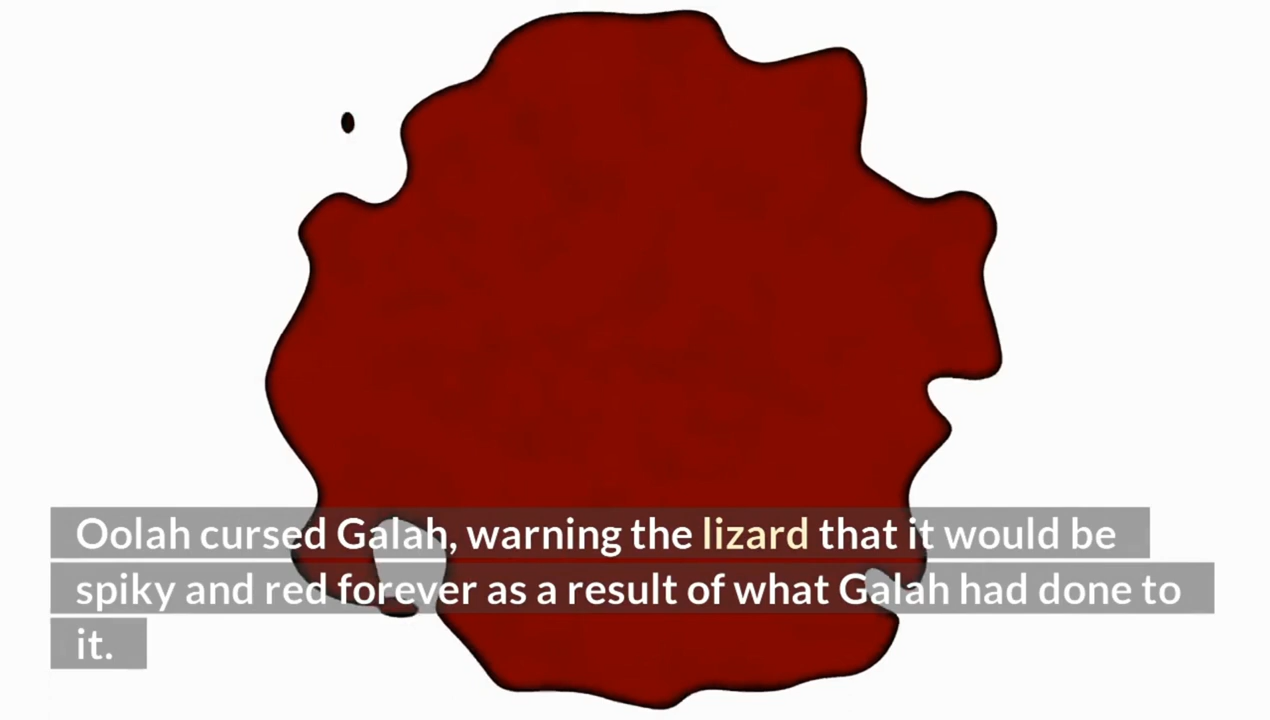 Oolah cursed Galah, warning the lizard that it would be
spiky and red forever as a result of what Galah had done to
it.